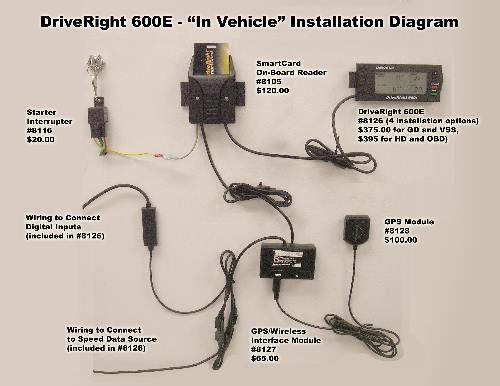 DriveRight 600E - “In Vehicle” Installation Diagram
SmartCard
On-Board Reader
#8105
$120.00
Starter
Interrupter
#8116
$20.00
DriveRight 600E
#8126 (4 installation options)
$375.00 for GD and VSS,
$395 for HD and OBD)
Wiring to Connect
Digital Inputs
(included in #8126)
GPS Module
#8128
$100.00
Wiring to Connect
to Speed Data Source
(included in #8126)
GPS/Wireless
Interface Module
#8127
$65.00